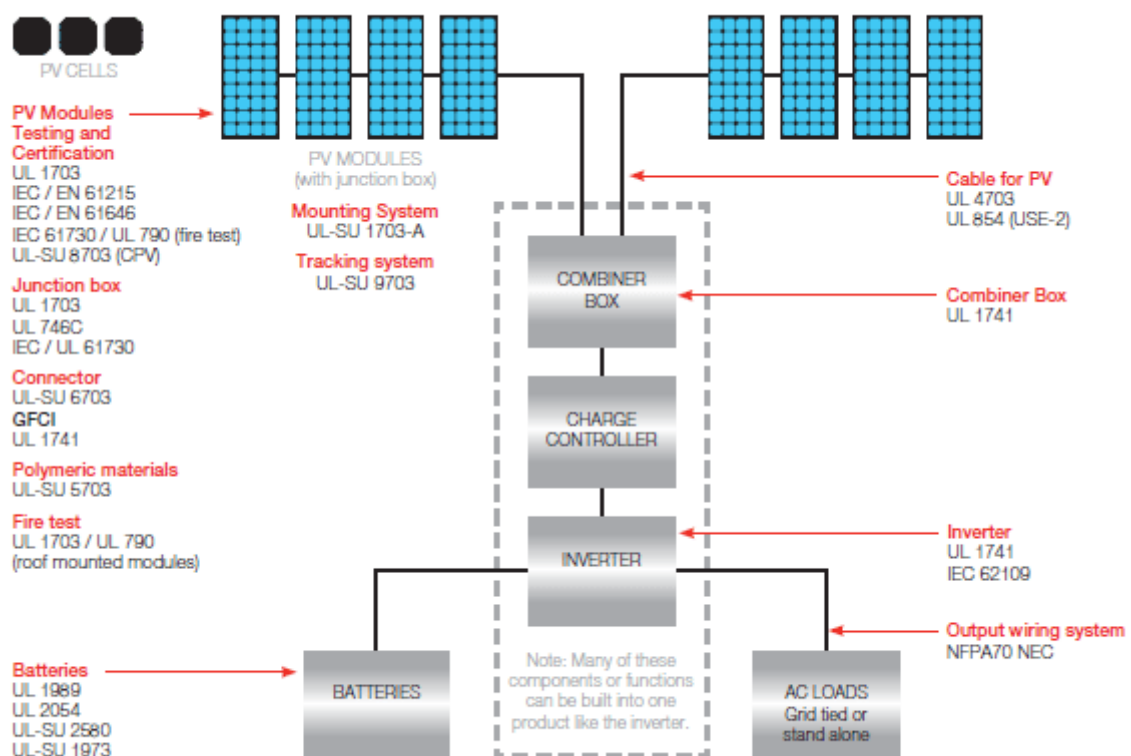 PV CELLS
PV Modules
Testing and
Certification
UL 1703
IEC / EN 61215
IEC / EN 61646
IEC 61730 / UL 790 (fire test)
UL-SU 8703 (CPV)
Junction box
UL 1703
UL 746C
IEC / UL 61730
Connector
UL-SU 6703
GFCI
UL 1741
Polymeric materials
UL-SU 5703
Fire test
UL 1703 / UL 790
(roof mounted modules)
Batteries
UL 1989
UL 2054
UL-SU 2580
UL-SU 1973
PV MODULES
(with junction box)
Mounting System
UL-SU 1703-A
Tracking system
UL-SU 9703
COMBINER
BOX
CHARGE
CONTROLLER
INVERTER
BATTERIES
Note: Many of these
components or functions
can be built into one
product like the inverter.
AC LOADS
Grid tied or
stand alone
Cable for PV
UL 4703
UL 854 (USE-2)
Combiner Box
UL 1741
Inverter
UL 1741
IEC 62109
Output wiring system
NFPA70 NEC